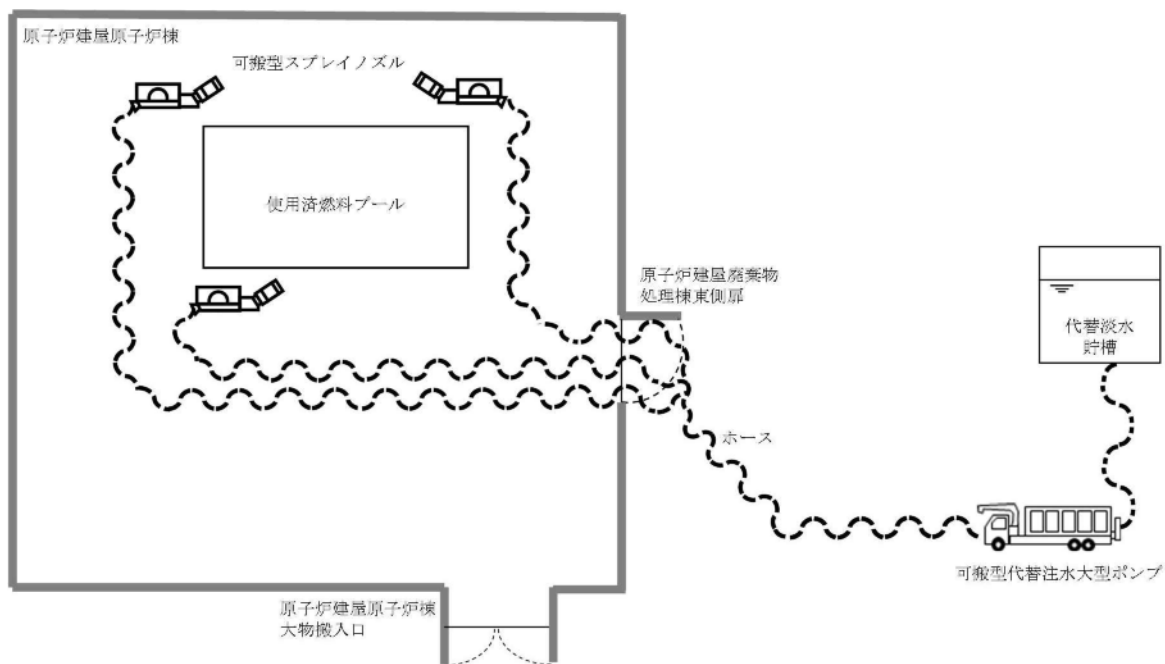 原子炉建屋原子炉棟
可搬型スプレイノズル
使用済燃料プール
原子炉建屋廃棄物
処理棟東側扉
代替淡水
貯槽
ホース
可搬型代替注水大型ポンプ
原子炉建屋原子炉棟
大物搬入口